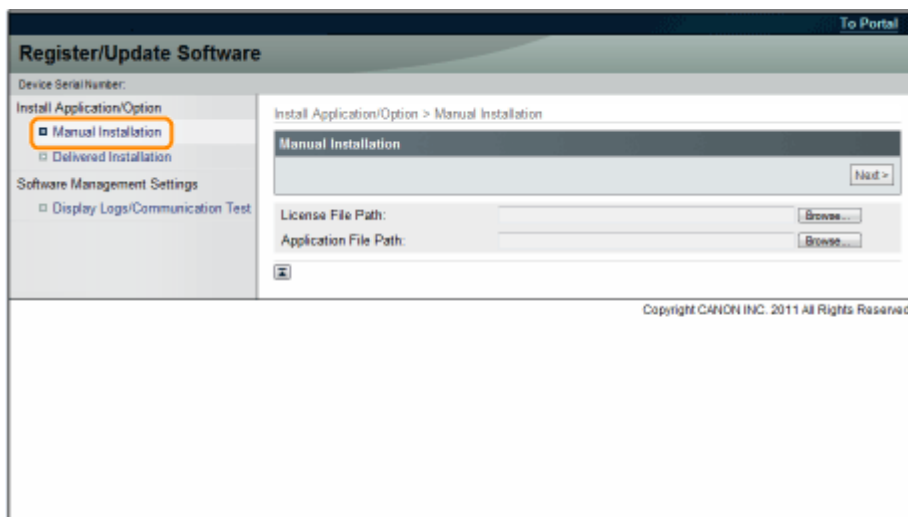 To Portal
Register/Update Software
Device Serial Number:
Install Application/Option
Manual Installation
Delivered Installation
Software Management Settings
Display Logs/Communication Test
Install Application/Option > Manual Installation
Manual Installation
Next >
License File Path:
Browse...
Application File Path:
Browse...
Copyright CANON INC. 2011 All Rights Reserved